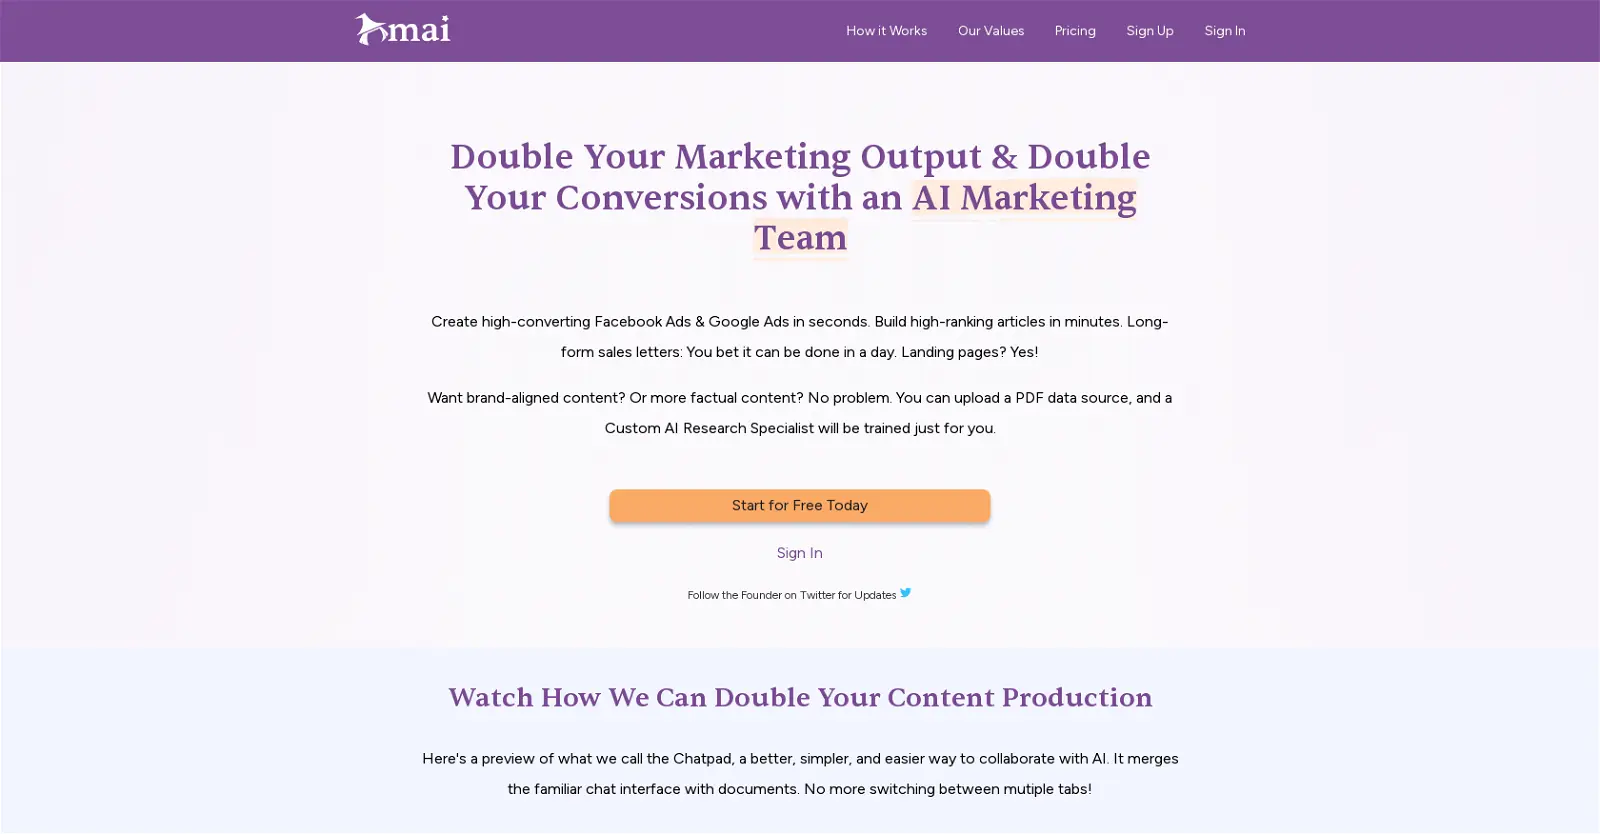 Amai
How it Works
Our Values
Pricing
Sign Up
Sign In
Double Your Marketing Output & Double
Your Conversions with an AI Marketing
Team
Create high-converting Facebook Ads & Google Ads in seconds. Build high-ranking articles in minutes. Long-
form sales letters: You bet it can be done in a day. Landing pages? Yes!
Want brand-aligned content? Or more factual content? No problem. You can upload a PDF data source, and a
Custom AI Research Specialist will be trained just for you.
Start for Free Today
Sign In
Follow the Founder on Twitter for Updates
Watch How We Can Double Your Content Production
Here's a preview of what we call the Chatpad, a better, simpler, and easier way to collaborate with AI. It merges
the familiar chat interface with documents. No more switching between mutiple tabs!